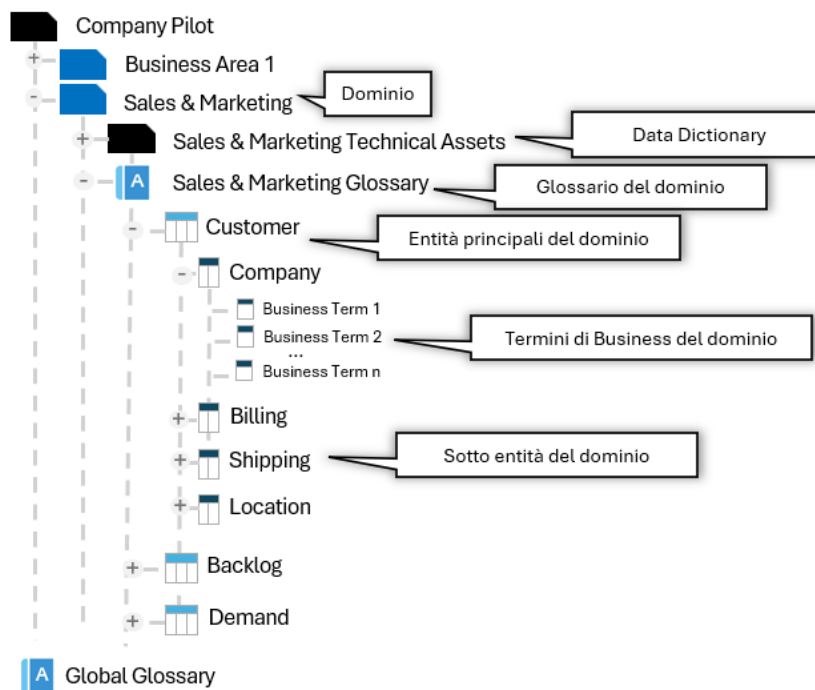 Company Pilot
+ Business Area 1
- Sales & Marketing Dominio
+ Sales & Marketing Technical Assets Data Dictionary
- A Sales & Marketing Glossary Glossario del dominio
- Customer Entità principali del dominio
- Company
Business Term 1
Business Term 2 Termini di Business del dominio
...
Business Term n
+ Billing
+ Shipping Sotto entità del dominio
+ Location
+ Backlog
+ Demand
A Global Glossary